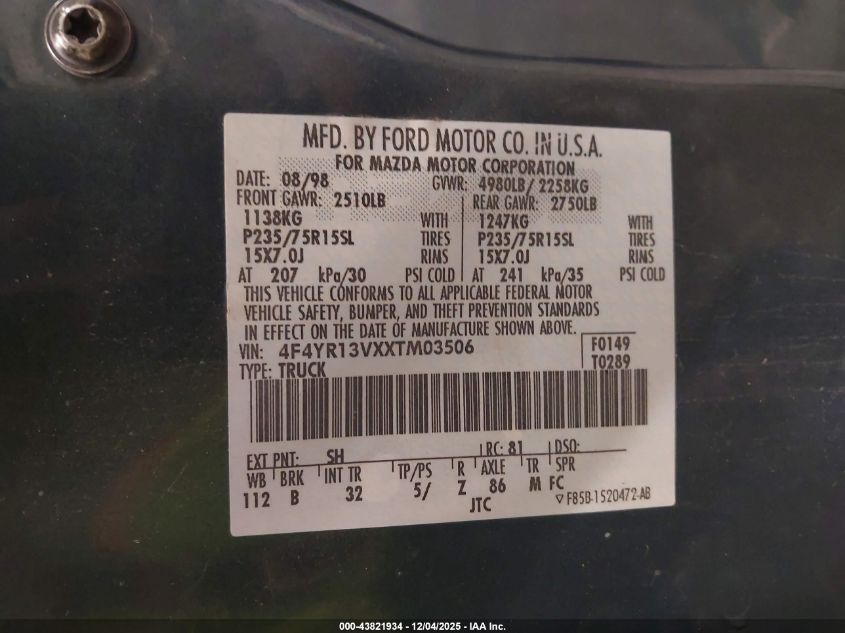 MFD. BY FORD MOTOR CO. IN U.S.A.
FOR MAZDA MOTOR CORPORATION
DATE: 08/98 GVWR: 4980LB/ 2258KG
FRONT GAWR: 2510LB REAR GAWR: 2750LB
1138KG WITH 1247KG WITH
P235/75R15SL TIRES P235/75R15SL TIRES
15X7.0J RIMS 15X7.0J RIMS
AT 207 kPa/30 PSI COLD AT 241 kPa/35 PSI COLD
THIS VEHICLE CONFORMS TO ALL APPLICABLE FEDERAL MOTOR
VEHICLE SAFETY, BUMPER, AND THEFT PREVENTION STANDARDS
IN EFFECT ON THE DATE OF MANUFACTURE SHOWN ABOVE.
VIN: 4F4YR13VXXTM03506 F0149
TYPE: TRUCK T0289
EXT PNT: SH RC: 81 DSO:
WB BRK INT TR TP/PS R AXLE TR SPR
112 B 32 5/ Z 86 M FC
JTC ▽ F85B-1520472-AB
000-43821934 - 12/04/2025 - IAA Inc.